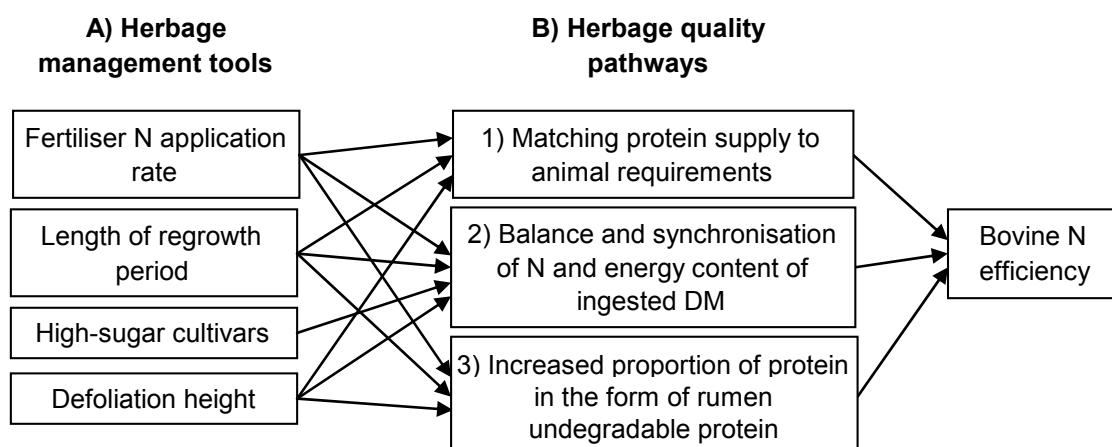 A) Herbage
management tools
B) Herbage quality
pathways
Fertiliser N application
rate
Length of regrowth
period
High-sugar cultivars
Defoliation height
1) Matching protein supply to
animal requirements
2) Balance and synchronisation
of N and energy content of
ingested DM
3) Increased proportion of protein
in the form of rumen
undegradable protein
Bovine N
efficiency